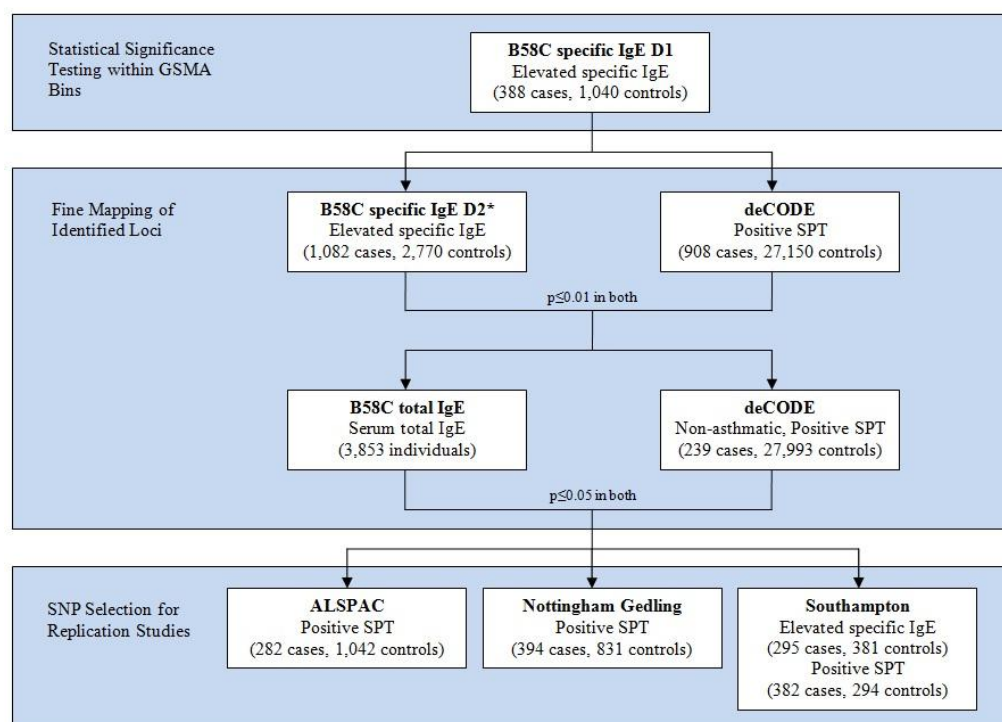 Statistical Significance
Testing within GSMA
Bins
B58C specific IgE D1
Elevated specific IgE
(388 cases, 1,040 controls)
Fine Mapping of
Identified Loci
B58C specific IgE D2*
Elevated specific IgE
(1,082 cases, 2,770 controls)
deCODE
Positive SPT
(908 cases, 27,150 controls)
p≤0.01 in both
B58C total IgE
Serum total IgE
(3,853 individuals)
deCODE
Non-asthmatic, Positive SPT
(239 cases, 27,993 controls)
p≤0.05 in both
SNP Selection for
Replication Studies
ALSPAC
Positive SPT
(282 cases, 1,042 controls)
Nottingham Gedling
Positive SPT
(394 cases, 831 controls)
Southampton
Elevated specific IgE
(295 cases, 381 controls)
Positive SPT
(382 cases, 294 controls)